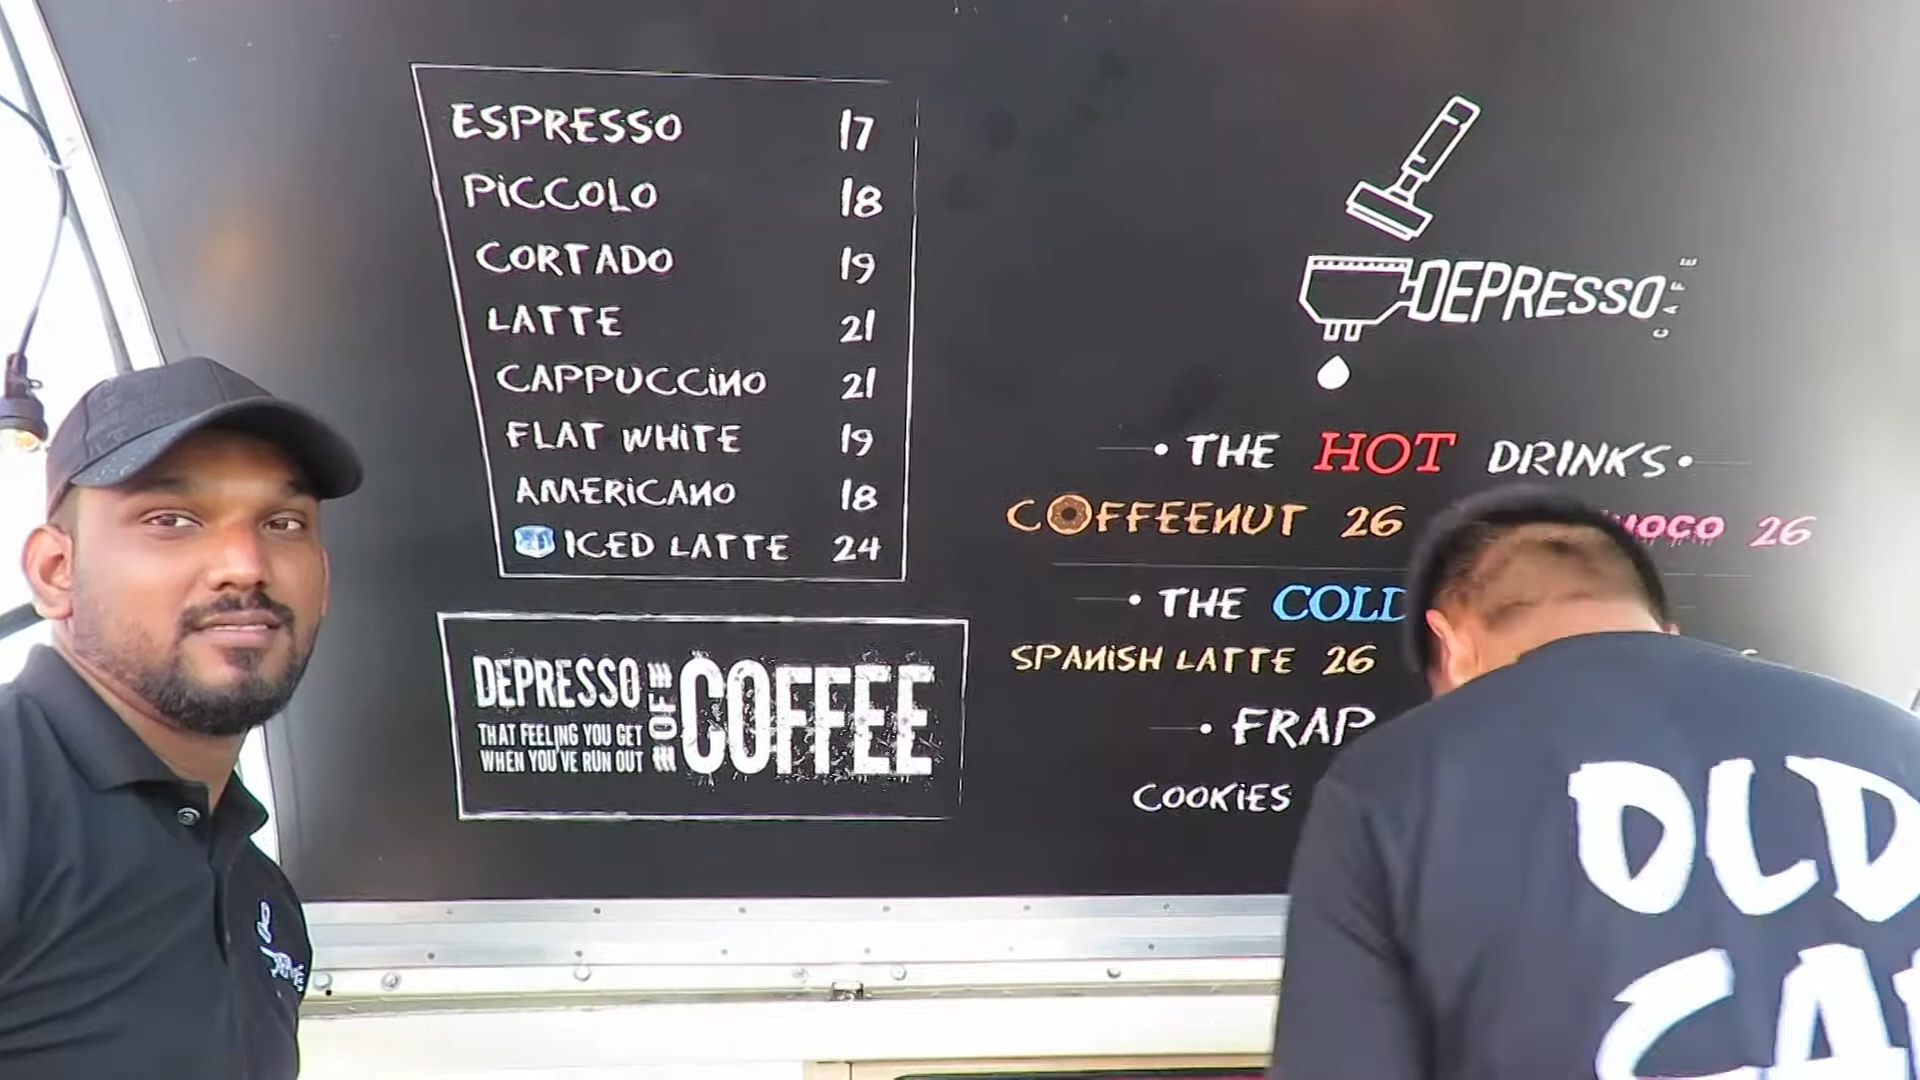 ESPRESSO 17
PICCOLO 18
CORTADO 19
LATTE 21
CAPPUCCINO 21
FLAT WHITE 19
AMERICANO 18
ICED LATTE 24
DEPRESSO
THAT FEELING YOU GET
WHEN YOU'VE RUN OUT
OF
COFFEE
DEPRESSO
CAFE
• THE HOT DRINKS •
COFFEENUT 26
26
• THE COLD
SPANISH LATTE 26
• FRAP
COOKIES
OLD